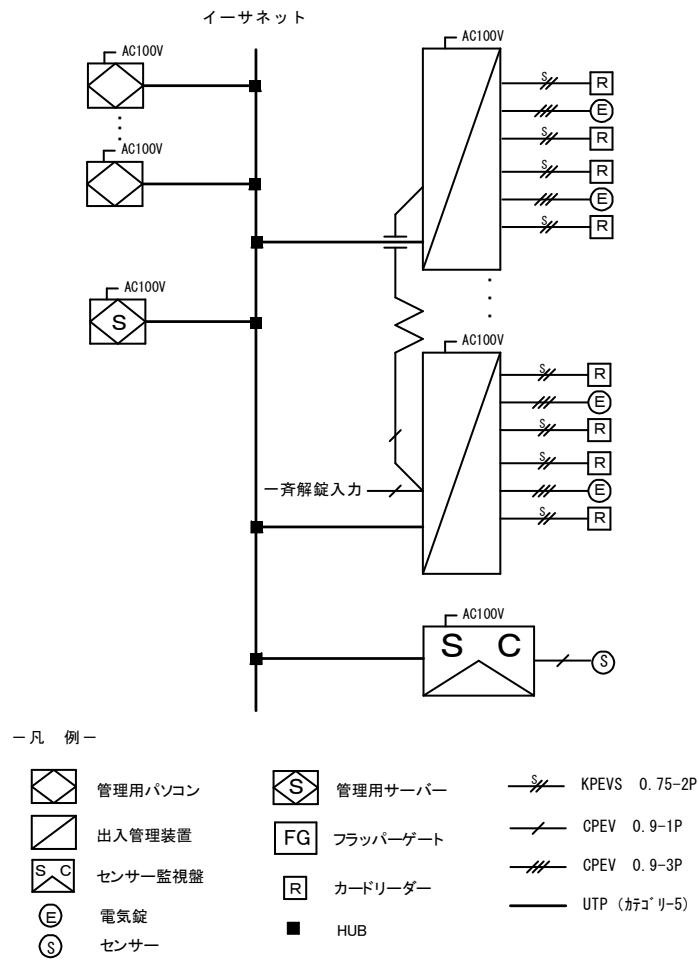 イーサネット
AC100V
AC100V
R
E
R
R
E
R
AC100V
AC100V
S
AC100V
R
E
R
R
E
R
一斉解錠入力
AC100V
S C
S
－凡 例－
管理用パソコン
S 管理用サーバー
S KPEVS 0.75-2P
出入管理装置
FG フラッパーゲート
CPEV 0.9-1P
S C センサー監視盤
R カードリーダー
CPEV 0.9-3P
E 電気錠
HUB
UTP (ｶﾃｺﾞﾘ-5)
S センサー